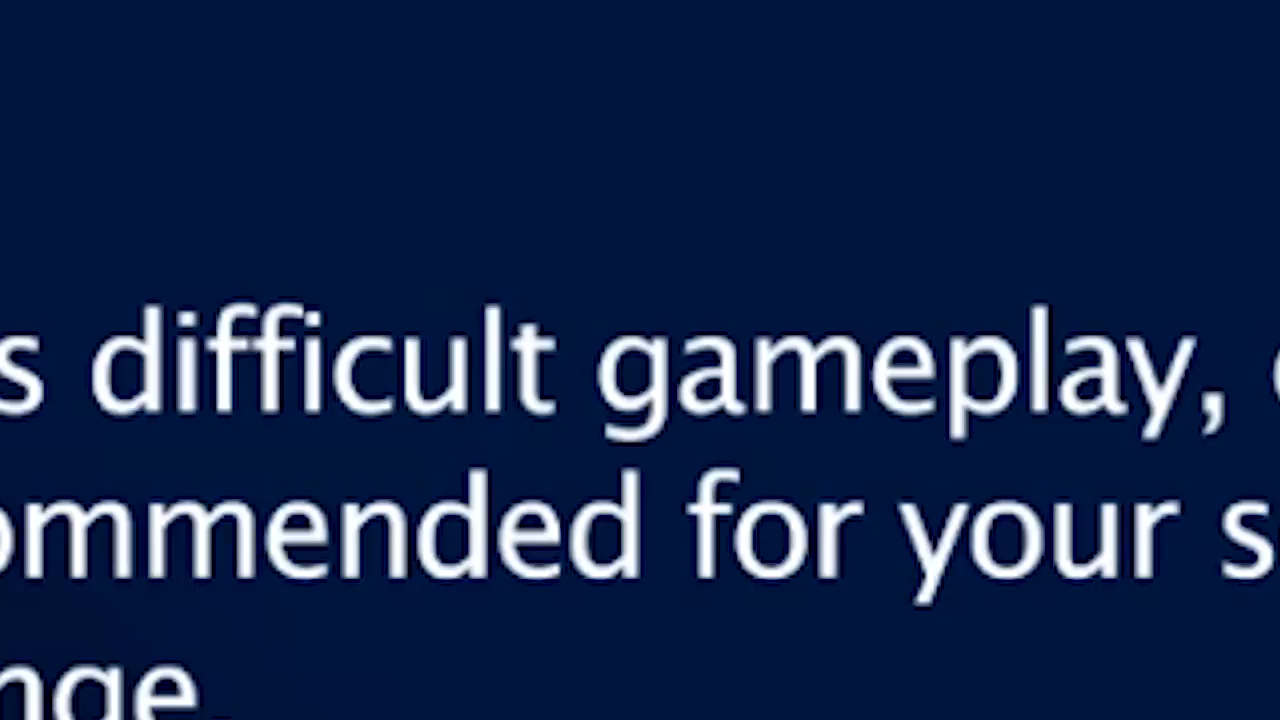 s difficult gameplay,
ommended for your s
nge.